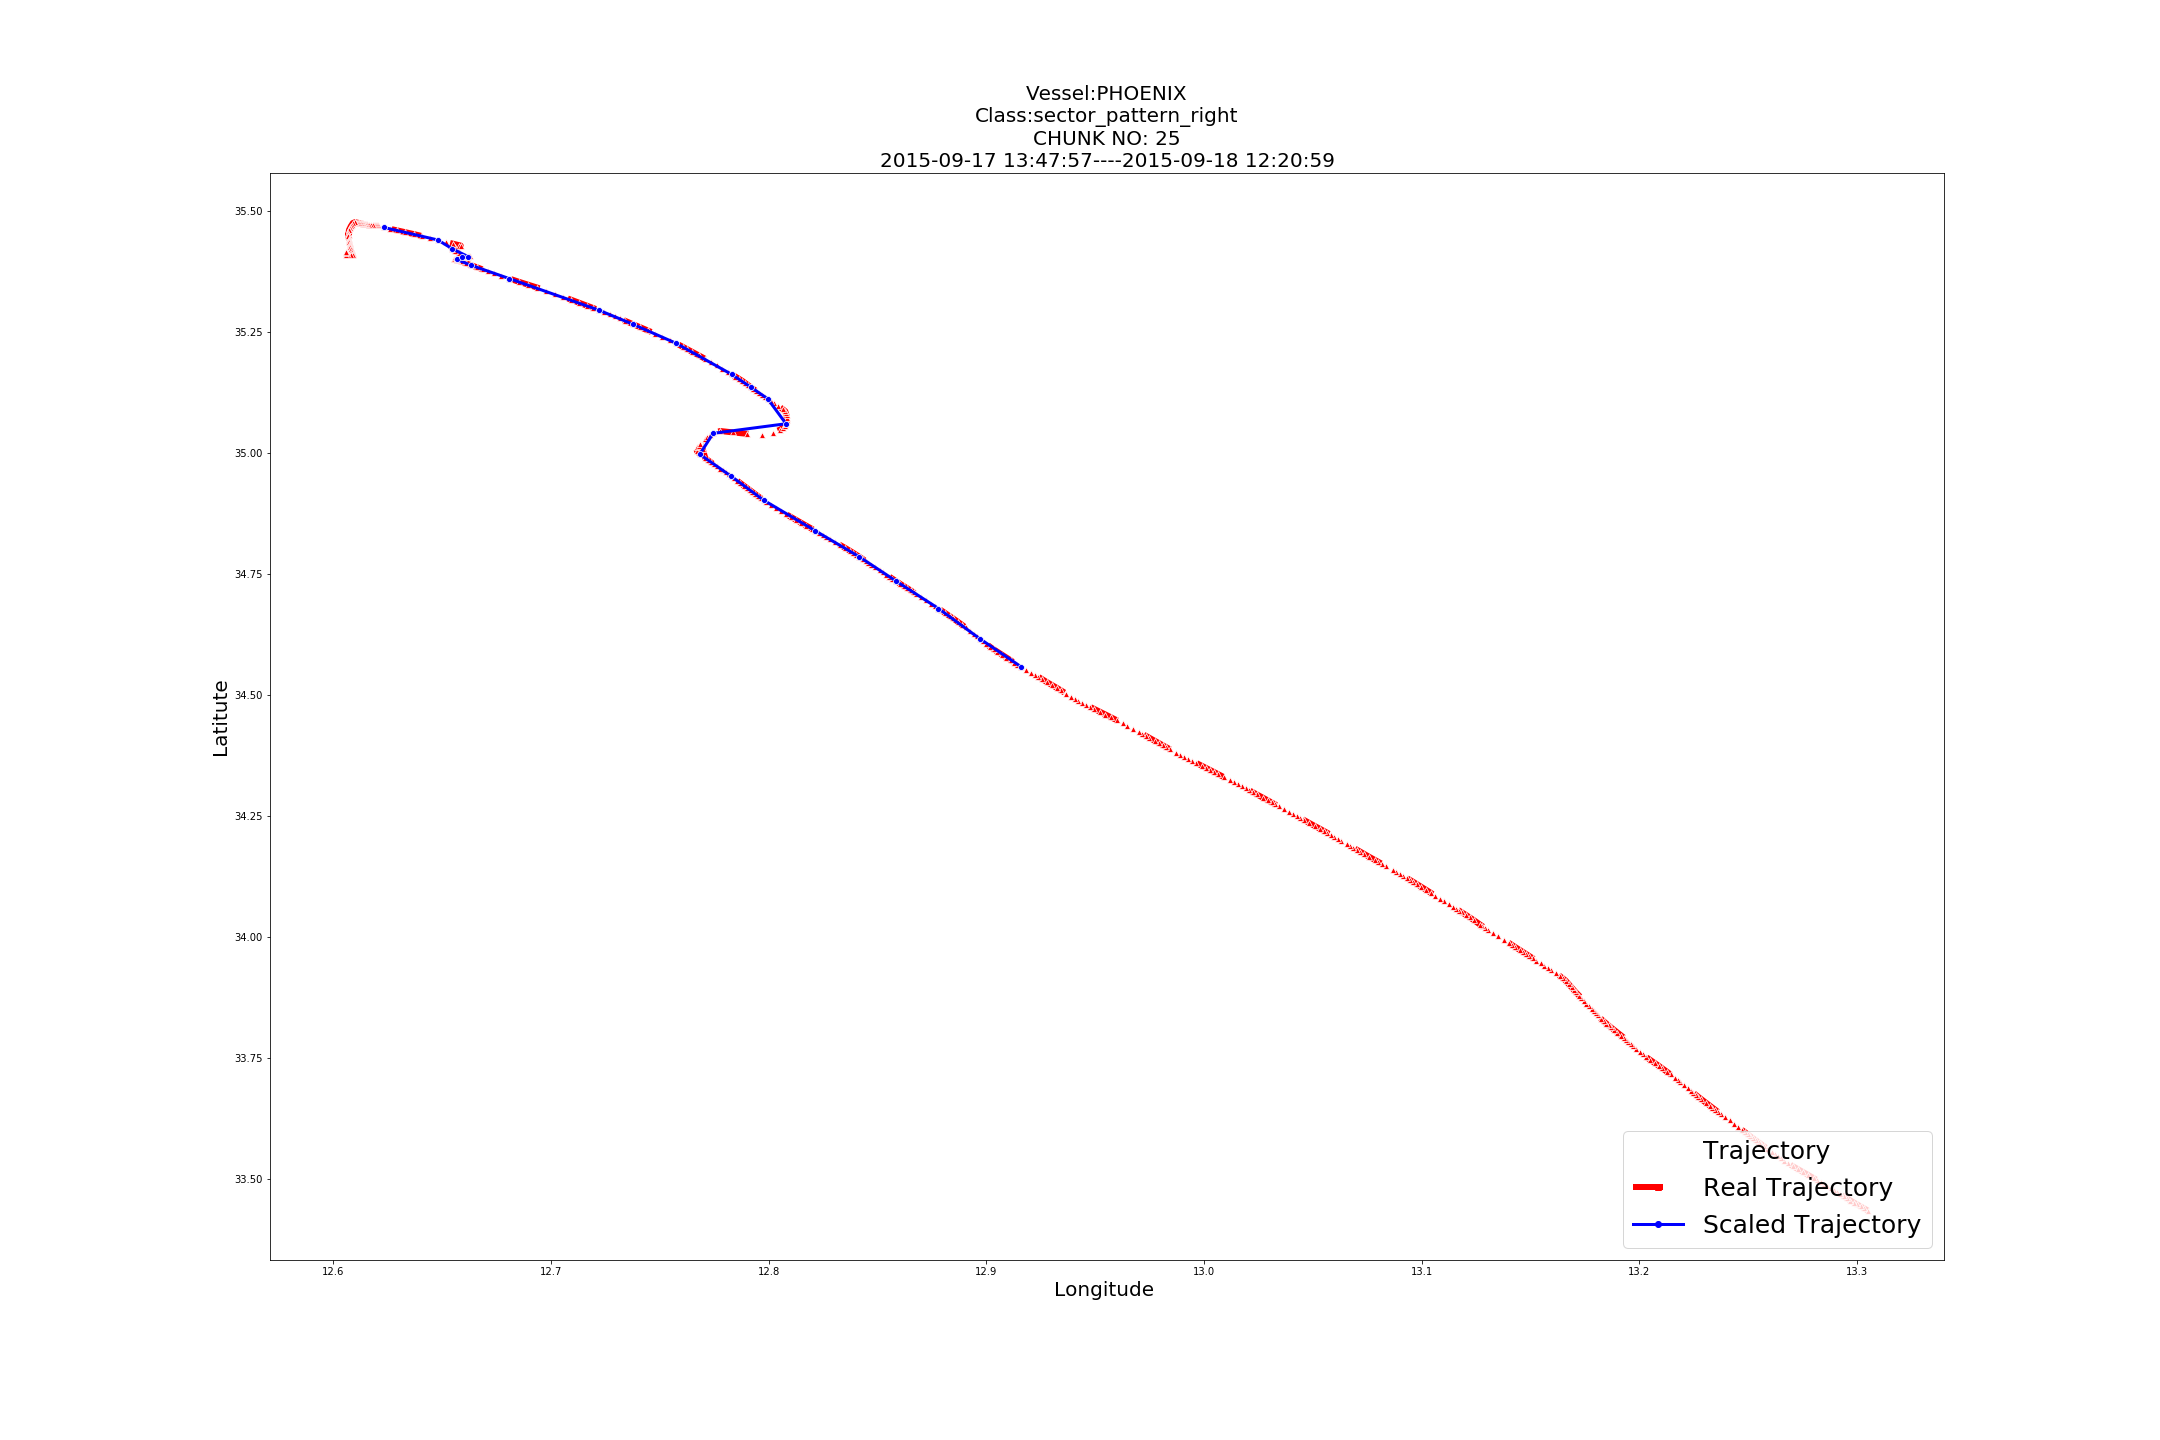 Vessel:PHOENIX
Class:sector_pattern_right
CHUNK NO: 25
2015-09-17 13:47:57----2015-09-18 12:20:59
35.50
35.25
35.00
34.75
34.50
34.25
34.00
33.75
33.50
Latitute
12.6
12.7
12.8
12.9
13.0
13.1
13.2
13.3
Longitude
Trajectory
Real Trajectory
Scaled Trajectory